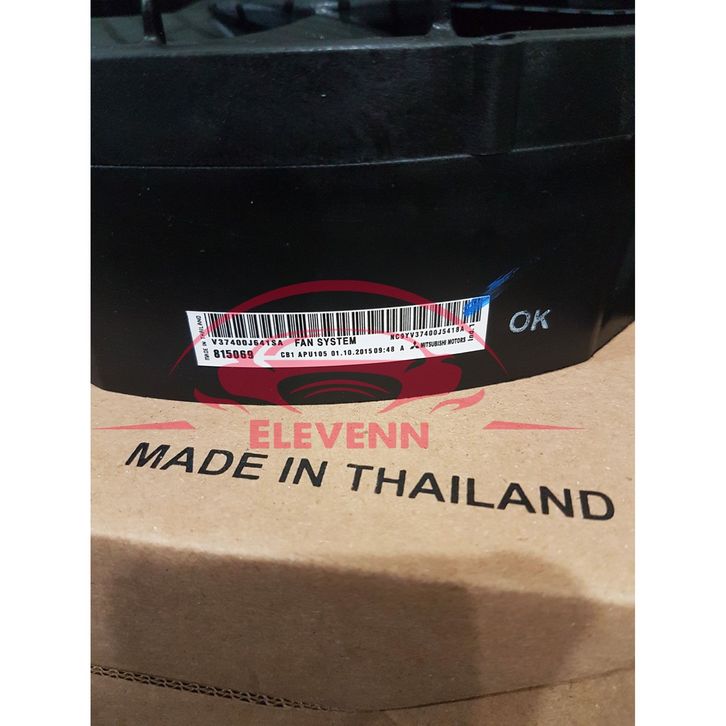 MADE IN THAILAND
V37400J641SA FAN SYSTEM NC9YV37400J5418A
815069 CB1 APU105 01.10.2015 09:48 A MITSUBISHI MOTORS
OK
ELEVENN
MADE IN THAILAND